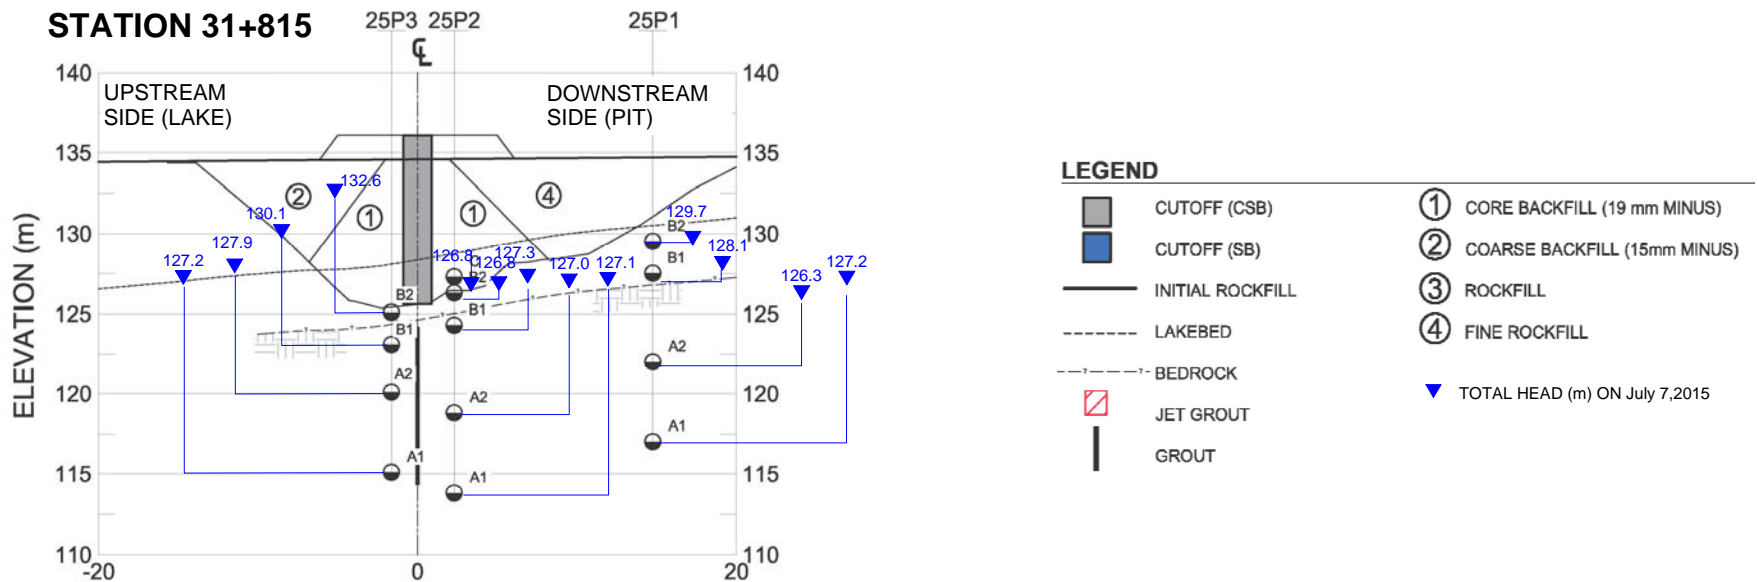 STATION 31+815
25P3 25P2 25P1
℄
140 140
UPSTREAM
SIDE (LAKE)
DOWNSTREAM
SIDE (PIT)
135 135
132.6
2 1 1 4
130.1 129.7
130 B2 130
127.9 126.8 127.3 128.1
127.2 126.8 B2 127.0 127.1 B1 126.3 127.2
B2 B1
125 125
B1
A2
120 A2 A2 120
A1
A1 A1
115 115
110 110
-20 0 20
ELEVATION (m)
LEGEND
CUTOFF (CSB)
CUTOFF (SB)
INITIAL ROCKFILL
LAKEBED
BEDROCK
JET GROUT
GROUT
1 CORE BACKFILL (19 mm MINUS)
2 COARSE BACKFILL (15mm MINUS)
3 ROCKFILL
4 FINE ROCKFILL
TOTAL HEAD (m) ON July 7,2015